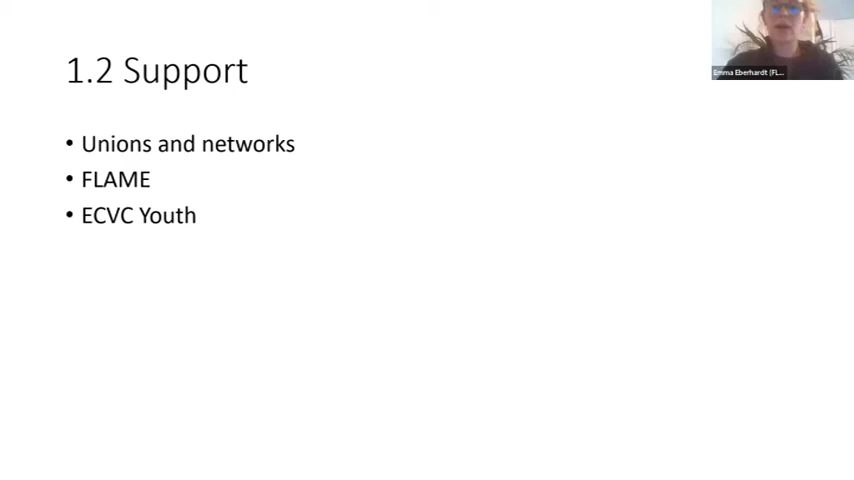 1.2 Support
• Unions and networks
• FLAME
• ECVC Youth
Emma Eberhardt (FL...